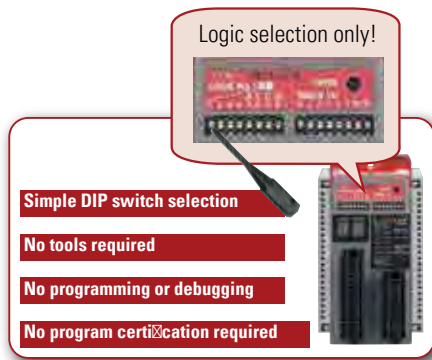 Logic selection only!
Simple DIP switch selection
No tools required
No programming or debugging
No program certi☒cation required